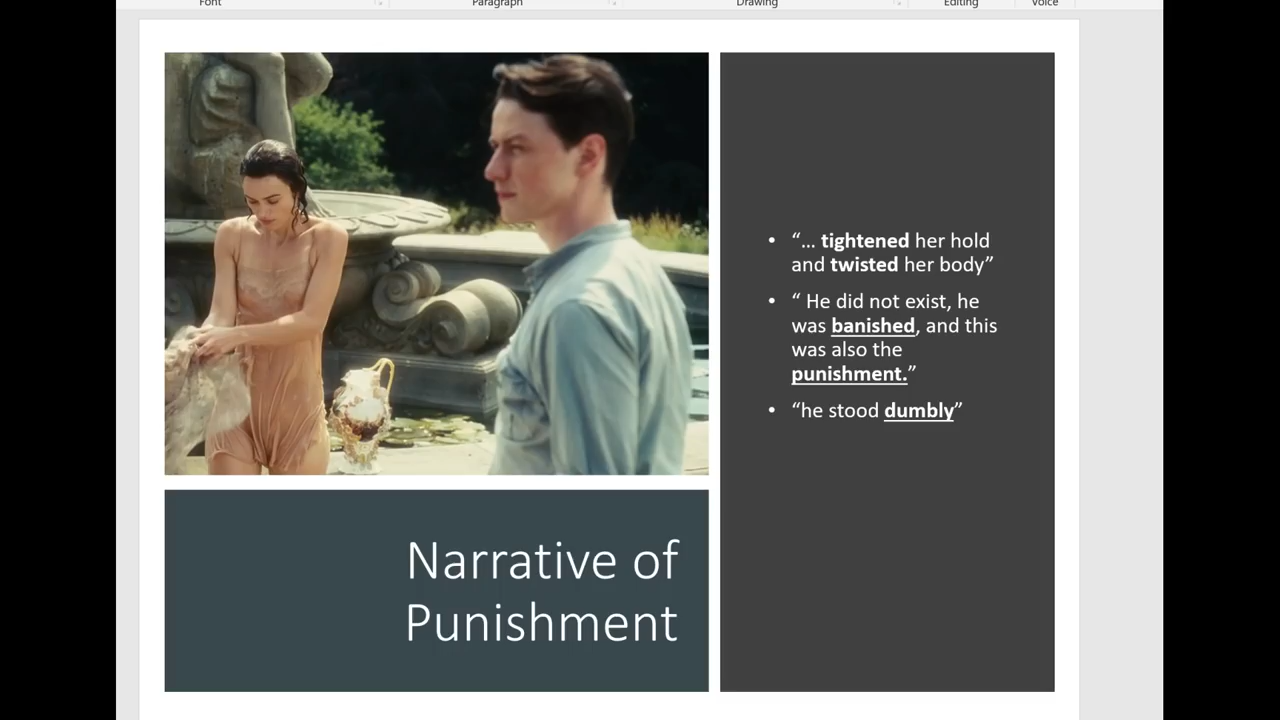 Font
Paragraph
Drawing
Editing
Voice
• “... tightened her hold
and twisted her body”
• “ He did not exist, he
was banished, and this
was also the
punishment.”
• “he stood dumbly”
Narrative of
Punishment